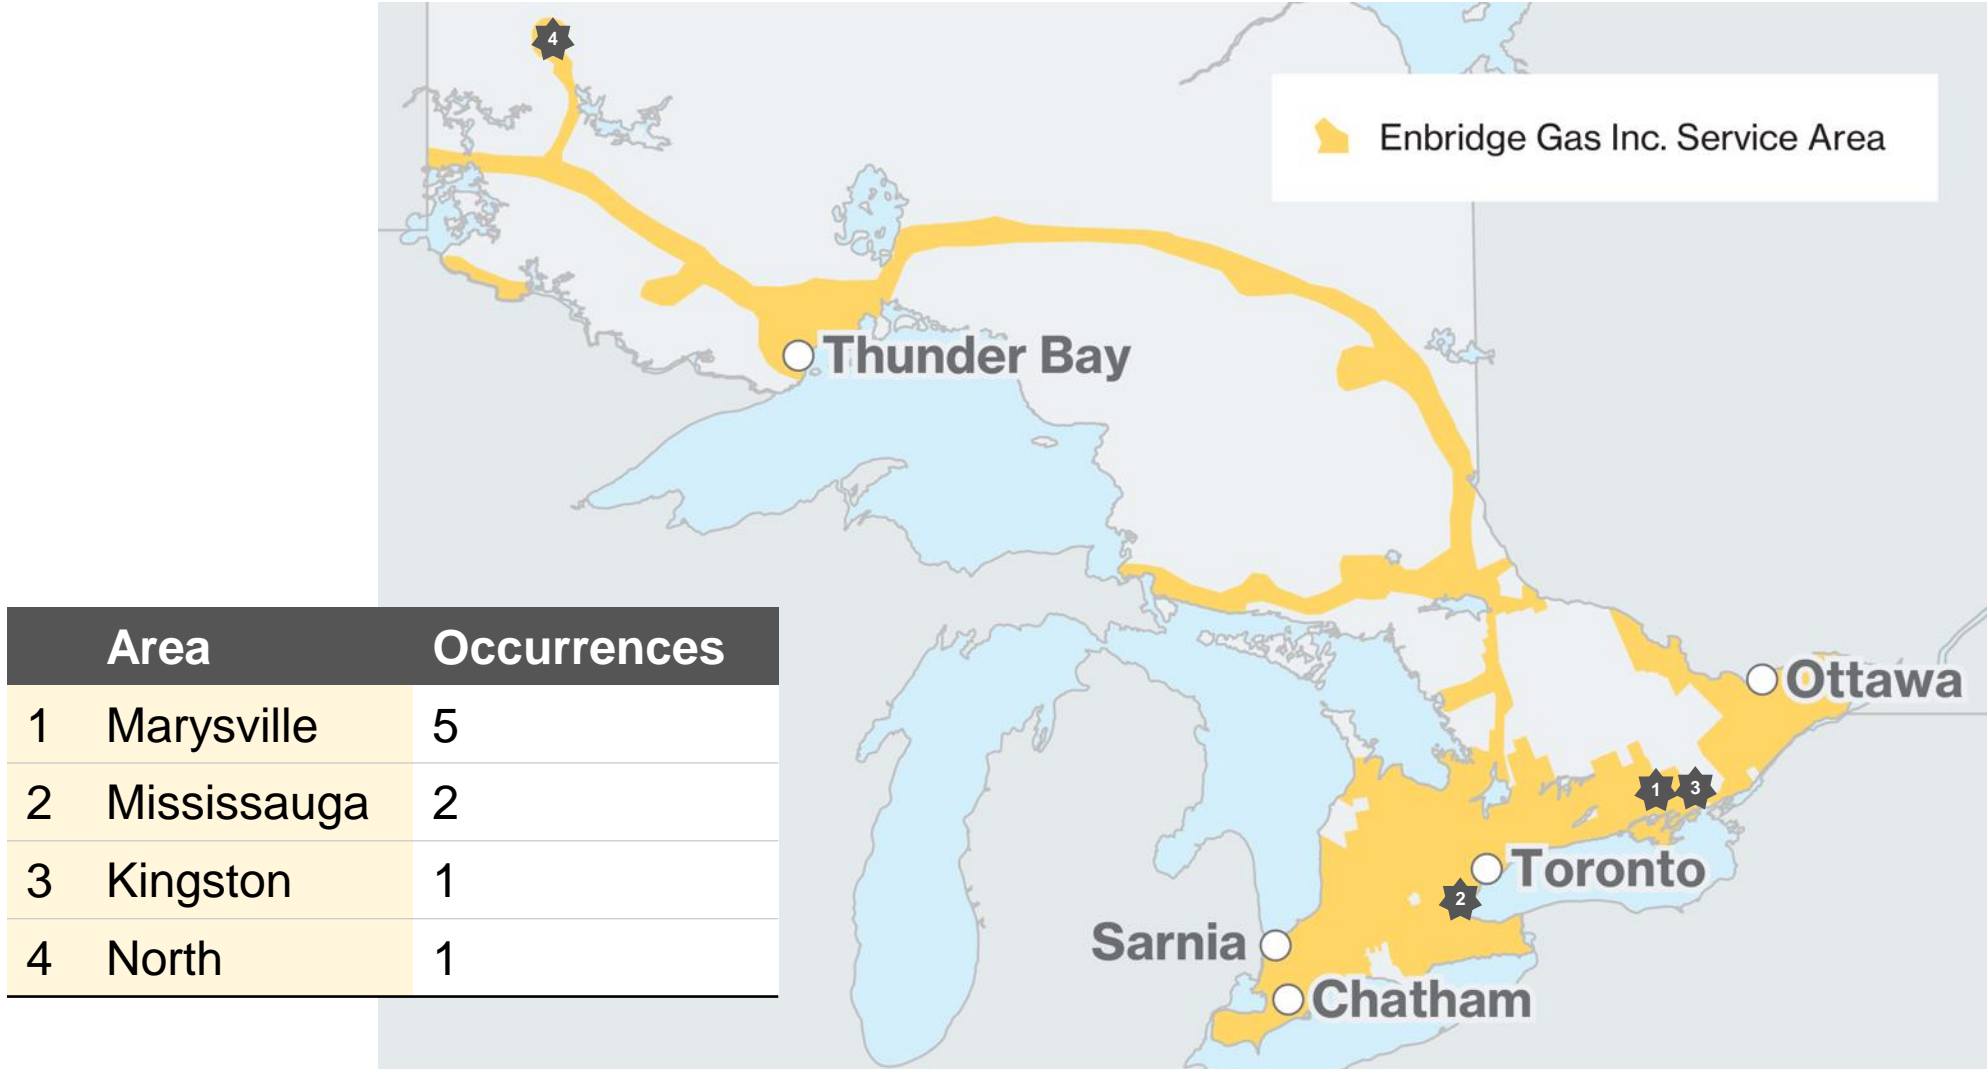 4
Enbridge Gas Inc. Service Area
Thunder Bay
Area Occurrences
1 Marysville 5
2 Mississauga 2
3 Kingston 1
4 North 1
Ottawa
1 3
Toronto
2
Sarnia
Chatham